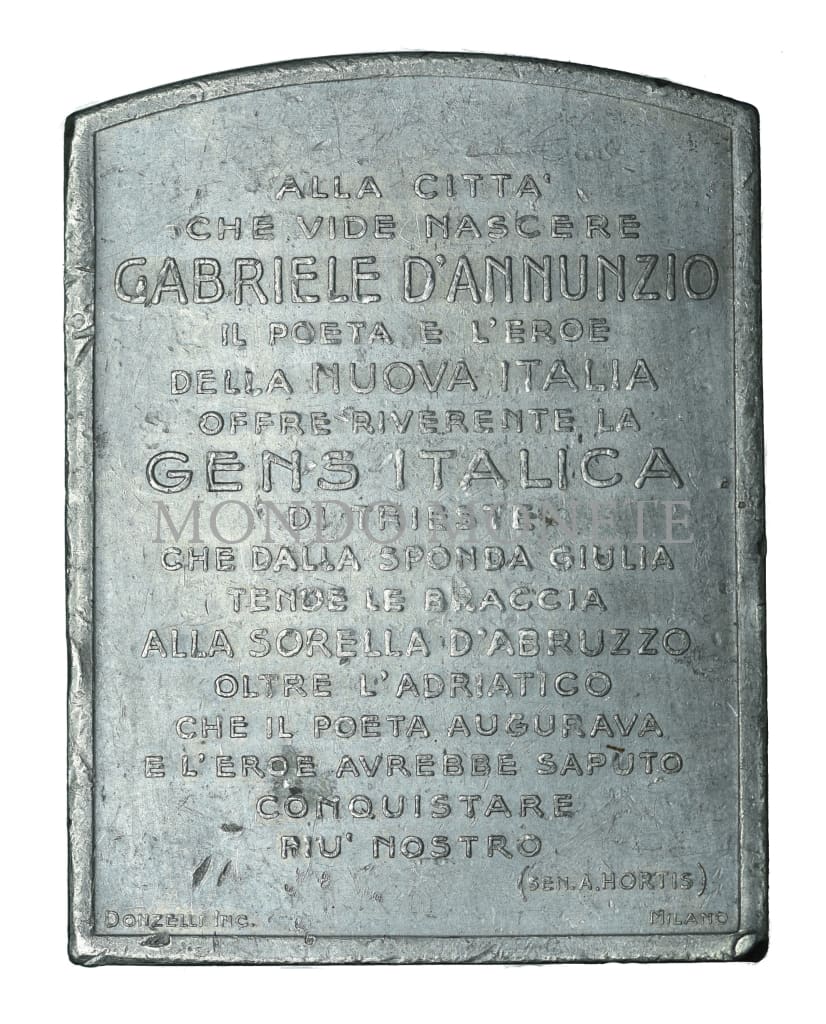 ALLA CITTA'
CHE VIDE NASCERE
GABRIELE D'ANNUNZIO
IL POETA E L'EROE
DELLA NUOVA ITALIA
OFFRE RIVERENTE LA
GENS ITALICA
DI TRIESTE
MONDO MONETE
CHE DALLA SPONDA GIULIA
TENDE LE BRACCIA
ALLA SORELLA D'ABRUZZO
OLTRE L'ADRIATICO
CHE IL POETA AUGURAVA
E L'EROE AVREBBE SAPUTO
CONQUISTARE
PIU' NOSTRO
(SEN. A. HORTIS)
DONZELLI INC. MILANO